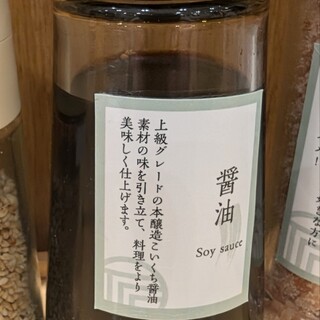 醤油
Soy sauce
上級グレードの本醸造こいくち醤油
素材の味を引き立て、料理をより
美味しく仕上げます。